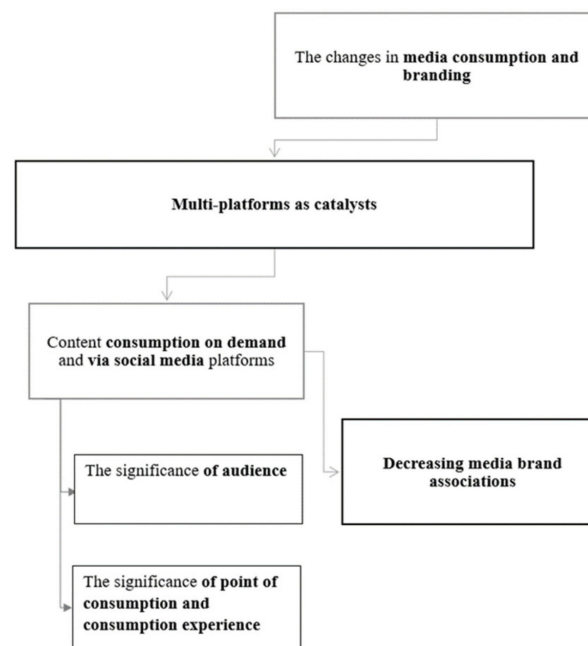 The changes in media consumption and
branding
Multi-platforms as catalysts
Content consumption on demand
and via social media platforms
The significance of audience
Decreasing media brand
associations
The significance of point of
consumption and
consumption experience